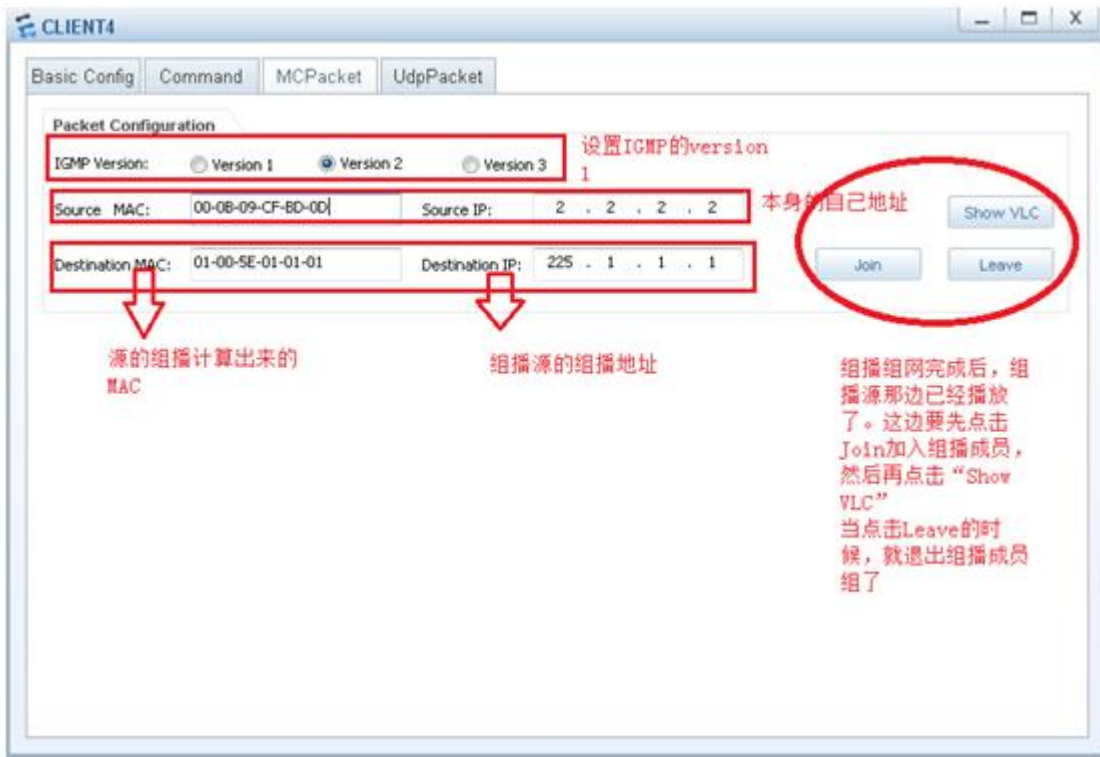 CLIENT4
Basic Config Command MCPacket UdpPacket
Packet Configuration
IGMP Version: Version 1 Version 2 Version 3
设置IGMP的version
1
Source MAC: 00-0B-09-CF-BD-0D Source IP: 2 . 2 . 2 . 2
本身的自己地址
Show VLC
Destination MAC: 01-00-5E-01-01-01 Destination IP: 225 . 1 . 1 . 1
Join Leave
源的组播计算出来的
MAC
组播源的组播地址
组播组网完成后，组
播源那边已经播放
了。这边要先点击
Join加入组播成员，
然后再点击“Show
VLC”
当点击Leave的时
候，就退出组播成员
组了